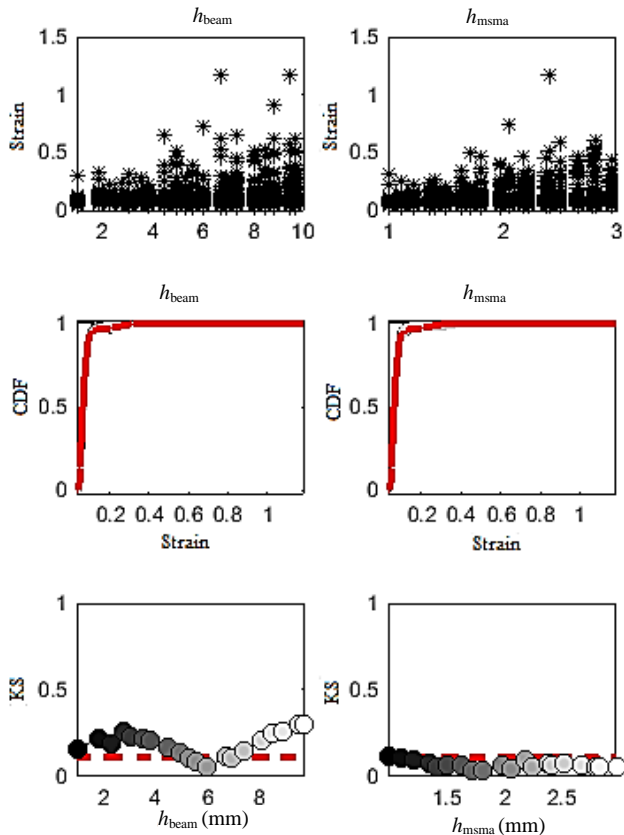 h_beam h_msma
1.5 1.5
Strain Strain
1 1
0.5 0.5
0 0
2 4 6 8 10 1 2 3
h_beam h_msma
1 1
CDF CDF
0.5 0.5
0 0
0.2 0.4 0.6 0.8 1 0.2 0.4 0.6 0.8 1
Strain Strain
1 1
KS KS
0.5 0.5
0 0
2 4 6 8 1.5 2 2.5
h_beam (mm) h_msma (mm)